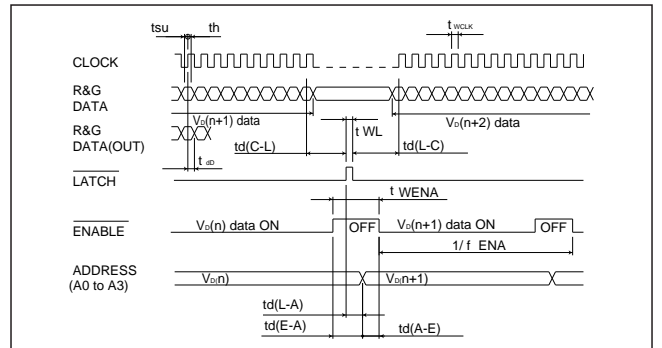 tsu th t WCLK
CLOCK
R&G
DATA
VD(n+1) data VD(n+2) data
R&G
DATA(OUT)
t WL
td(C-L) td(L-C)
t dD
LATCH
t WENA
ENABLE VD(n) data ON OFF VD(n+1) data ON OFF
1/ f ENA
ADDRESS
(A0 to A3)
VD(n) VD(n+1)
td(L-A)
td(E-A) td(A-E)